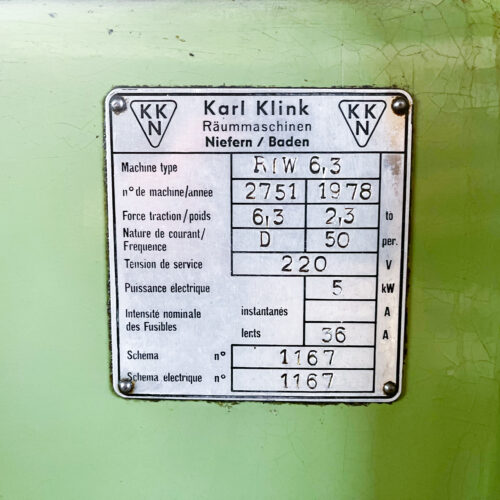 KK
N
Karl Klink
KK
N
Räummaschinen
Niefern / Baden
Machine type RIW 6,3
n° de machine/annee 2751 1978
Force traction/poids 6,3 2,3 to
Nature de courant/
Frequence D 50 per.
Tension de service 220 V
Puissance electrique 5 kW
Intensité nominale
des Fusibles
instantanés A
lents 36 A
Schema n° 1167
Schema electrique n° 1167